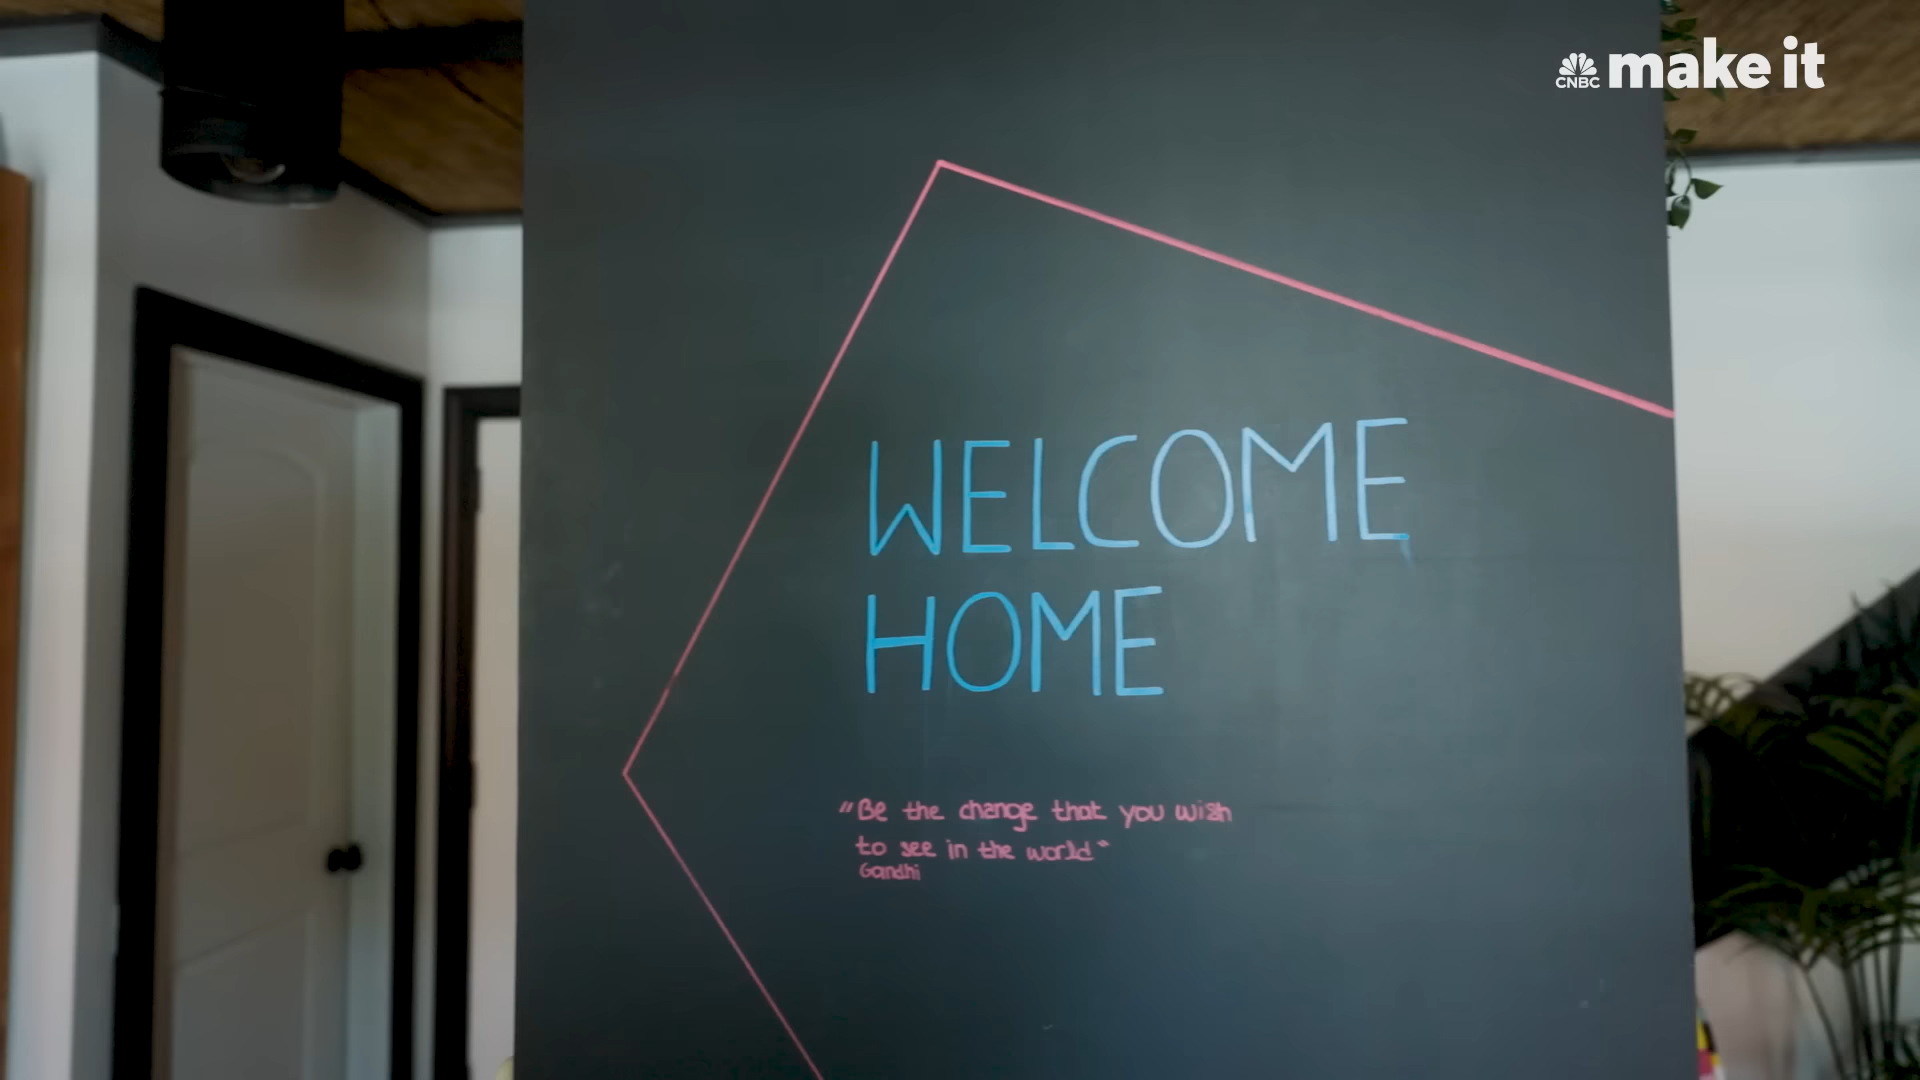 CNBC make it
WELCOME
HOME
"Be the change that you wish
to see in the world"
Gandhi